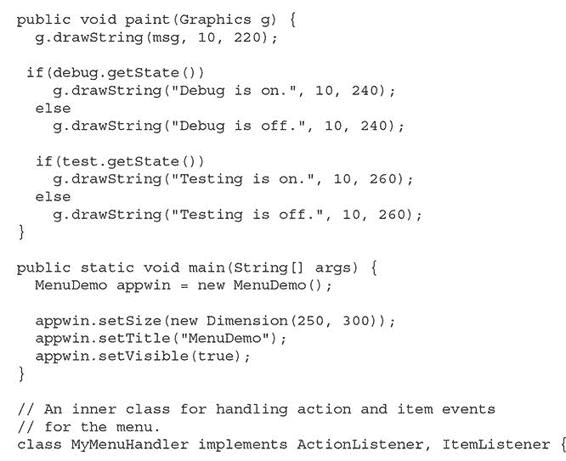 public void paint(Graphics g) {
  g.drawString(msg, 10, 220);

 if(debug.getState())
    g.drawString("Debug is on.", 10, 240);
  else
    g.drawString("Debug is off.", 10, 240);

  if(test.getState())
    g.drawString("Testing is on.", 10, 260);
  else
    g.drawString("Testing is off.", 10, 260);
}

public static void main(String[] args) {
  MenuDemo appwin = new MenuDemo();

  appwin.setSize(new Dimension(250, 300));
  appwin.setTitle("MenuDemo");
  appwin.setVisible(true);
}

// An inner class for handling action and item events
// for the menu.
class MyMenuHandler implements ActionListener, ItemListener {